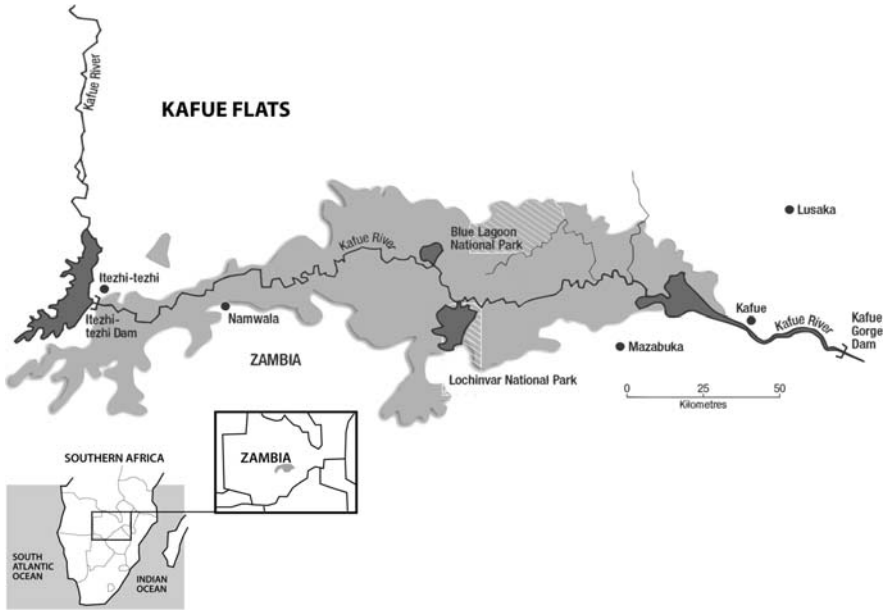 Kafue River
KAFUE FLATS
Lusaka
Blue Lagoon
National Park
Kafue River
Itezhi-tezhi
Itezhi-
tezhi Dam
Namwala
Kafue
Kafue River
Kafue
Gorge
Dam
ZAMBIA
Mazabuka
Lochinvar National Park
0 25 50
Kilometres
SOUTHERN AFRICA
ZAMBIA
SOUTH
ATLANTIC
OCEAN
INDIAN
OCEAN